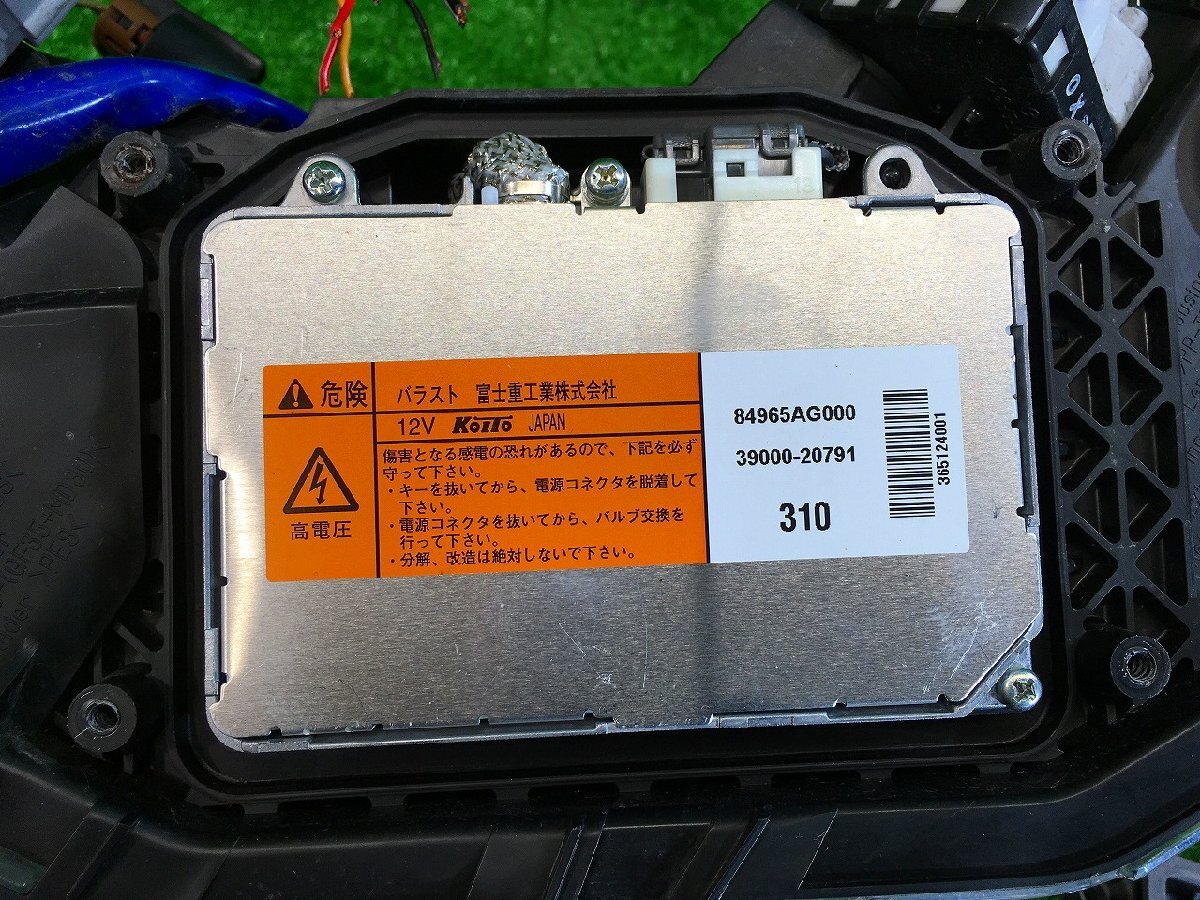 危険
バラスト 富士重工業株式会社
12V KOITO JAPAN
高電圧
傷害となる感電の恐れがあるので、下記を必ず
守って下さい。
・キーを抜いてから、電源コネクタを脱着して
下さい。
・電源コネクタを抜いてから、バルブ交換を
行って下さい。
・分解、改造は絶対しないで下さい。
84965AG000
39000-20791
310
365124001